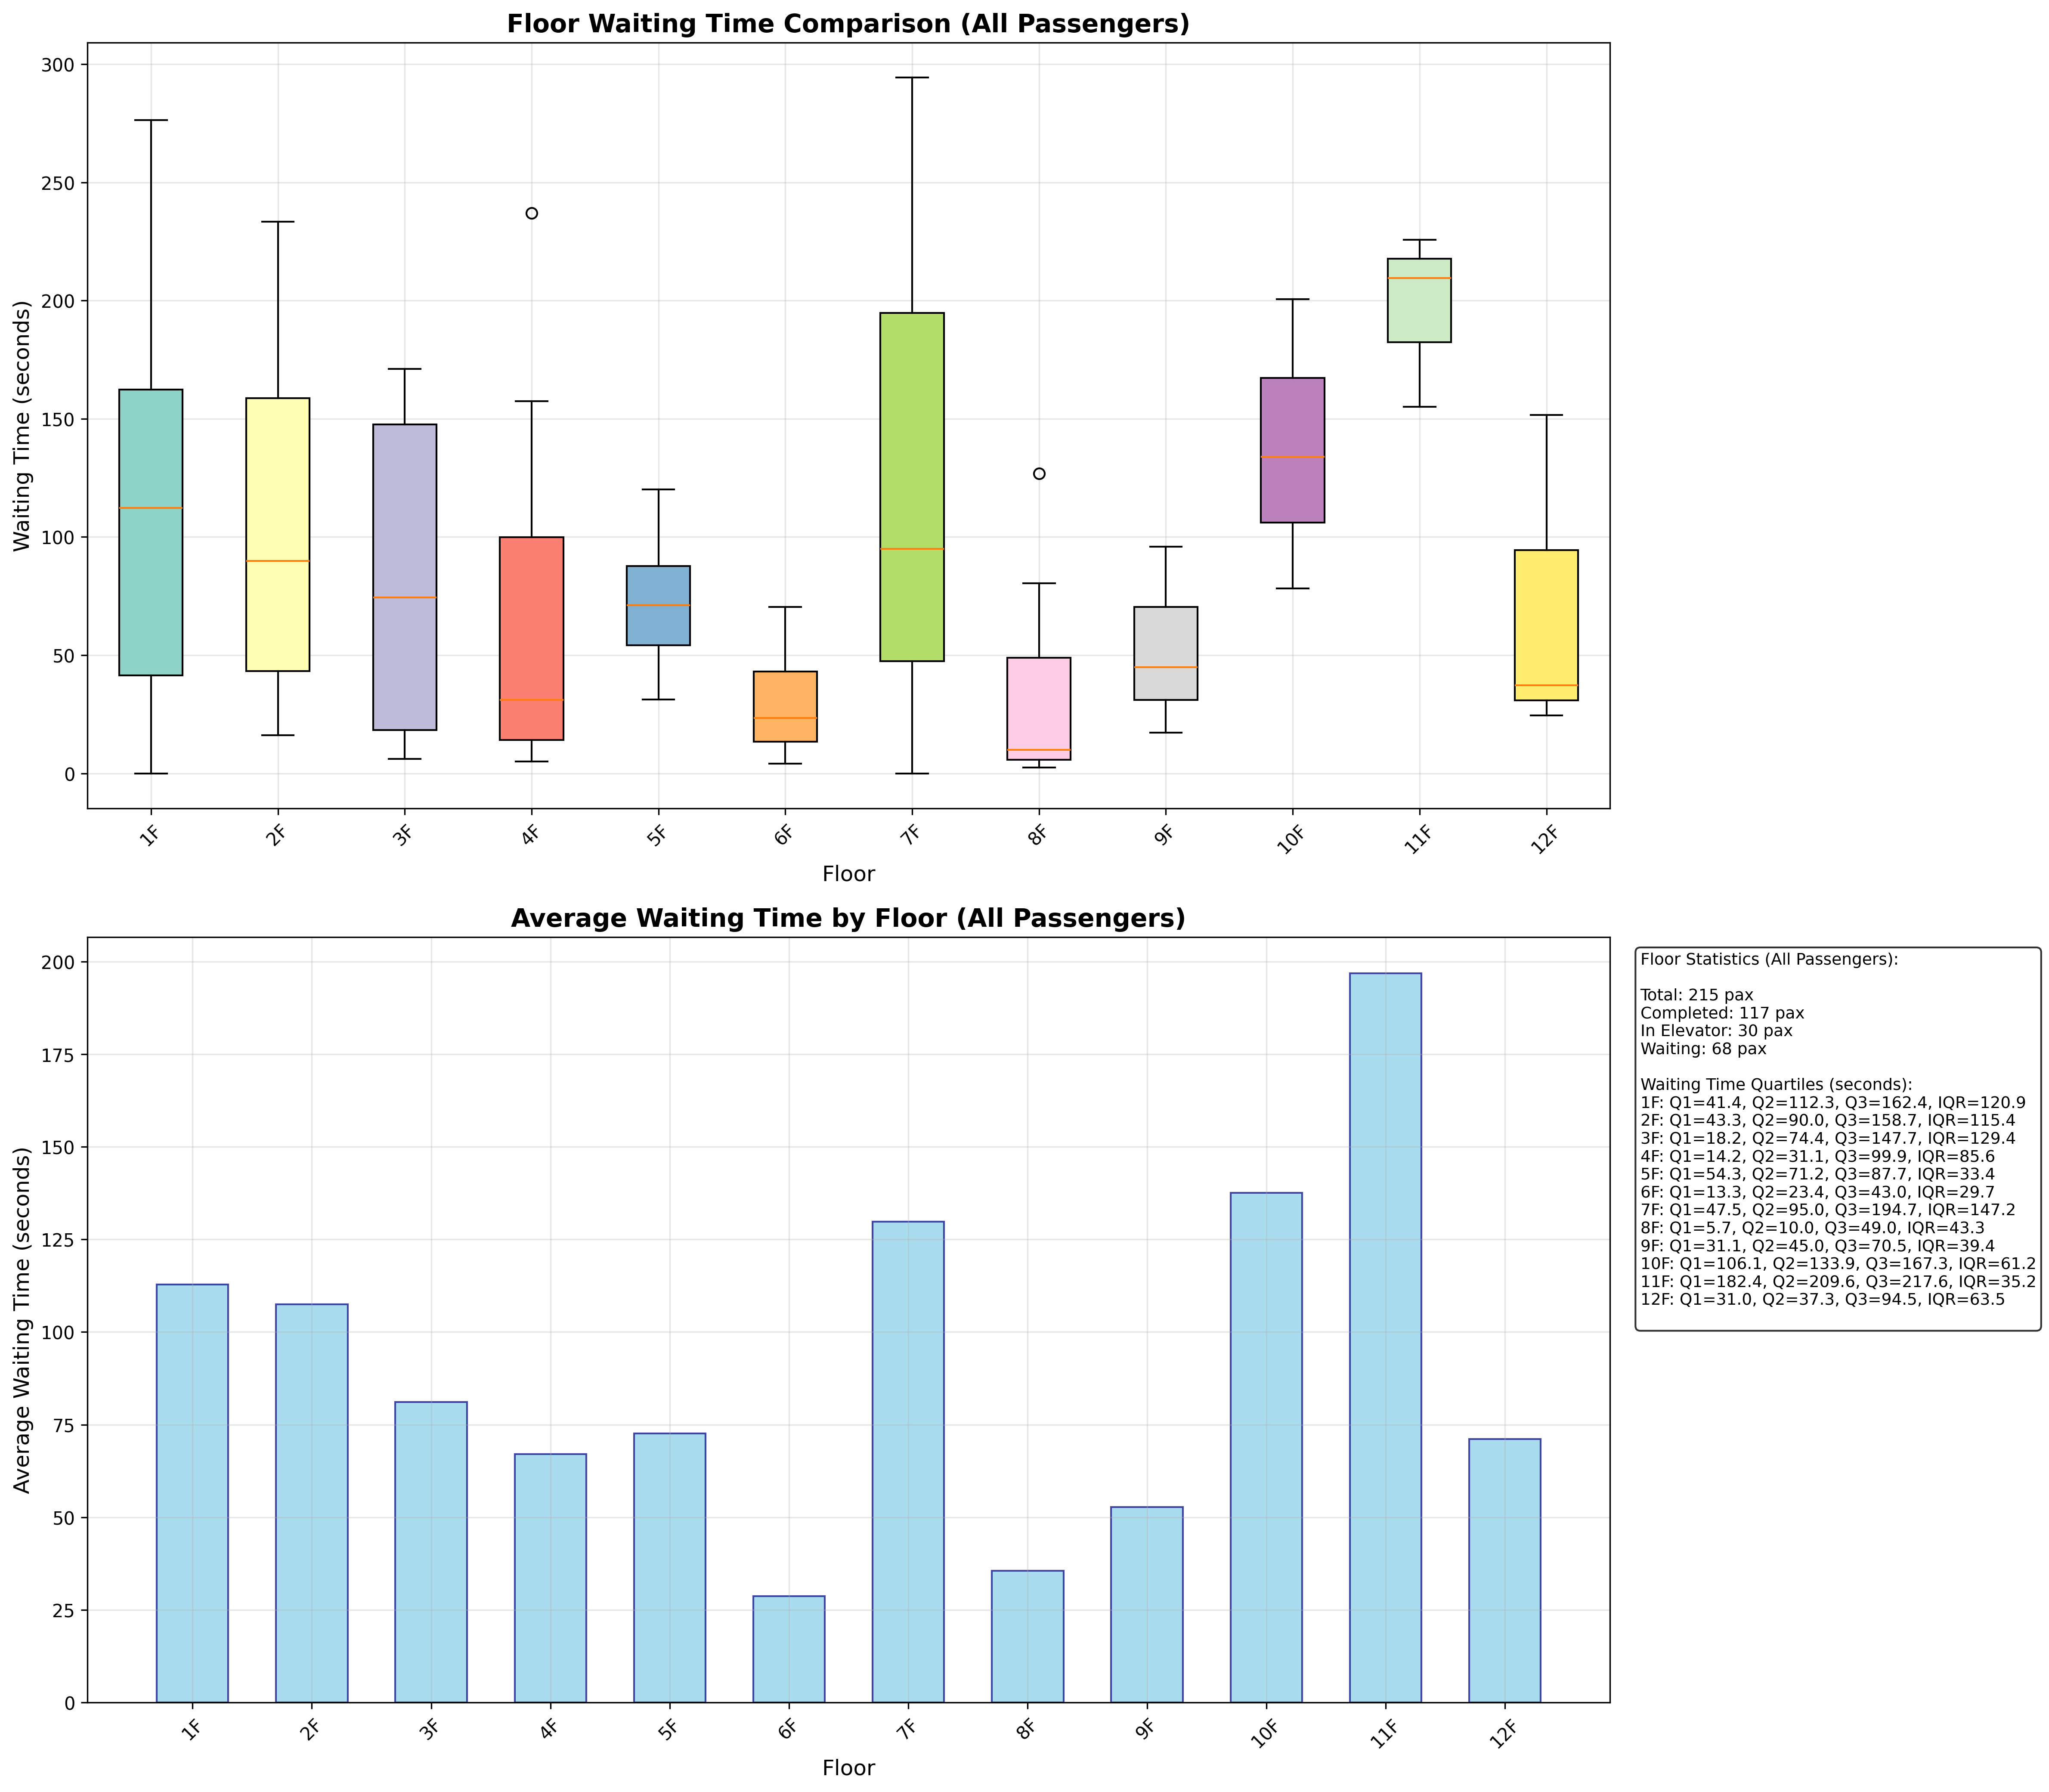 Floor Waiting Time Comparison (All Passengers)
Waiting Time (seconds)
300
250
200
150
100
50
0
1F
2F
3F
4F
5F
6F
7F
8F
9F
10F
11F
12F
Floor
Average Waiting Time by Floor (All Passengers)
Average Waiting Time (seconds)
200
175
150
125
100
75
50
25
0
1F
2F
3F
4F
5F
6F
7F
8F
9F
10F
11F
12F
Floor
Floor Statistics (All Passengers):
Total: 215 pax
Completed: 117 pax
In Elevator: 30 pax
Waiting: 68 pax
Waiting Time Quartiles (seconds):
1F: Q1=41.4, Q2=112.3, Q3=162.4, IQR=120.9
2F: Q1=43.3, Q2=90.0, Q3=158.7, IQR=115.4
3F: Q1=18.2, Q2=74.4, Q3=147.7, IQR=129.4
4F: Q1=14.2, Q2=31.1, Q3=99.9, IQR=85.6
5F: Q1=54.3, Q2=71.2, Q3=87.7, IQR=33.4
6F: Q1=13.3, Q2=23.4, Q3=43.0, IQR=29.7
7F: Q1=47.5, Q2=95.0, Q3=194.7, IQR=147.2
8F: Q1=5.7, Q2=10.0, Q3=49.0, IQR=43.3
9F: Q1=31.1, Q2=45.0, Q3=70.5, IQR=39.4
10F: Q1=106.1, Q2=133.9, Q3=167.3, IQR=61.2
11F: Q1=182.4, Q2=209.6, Q3=217.6, IQR=35.2
12F: Q1=31.0, Q2=37.3, Q3=94.5, IQR=63.5